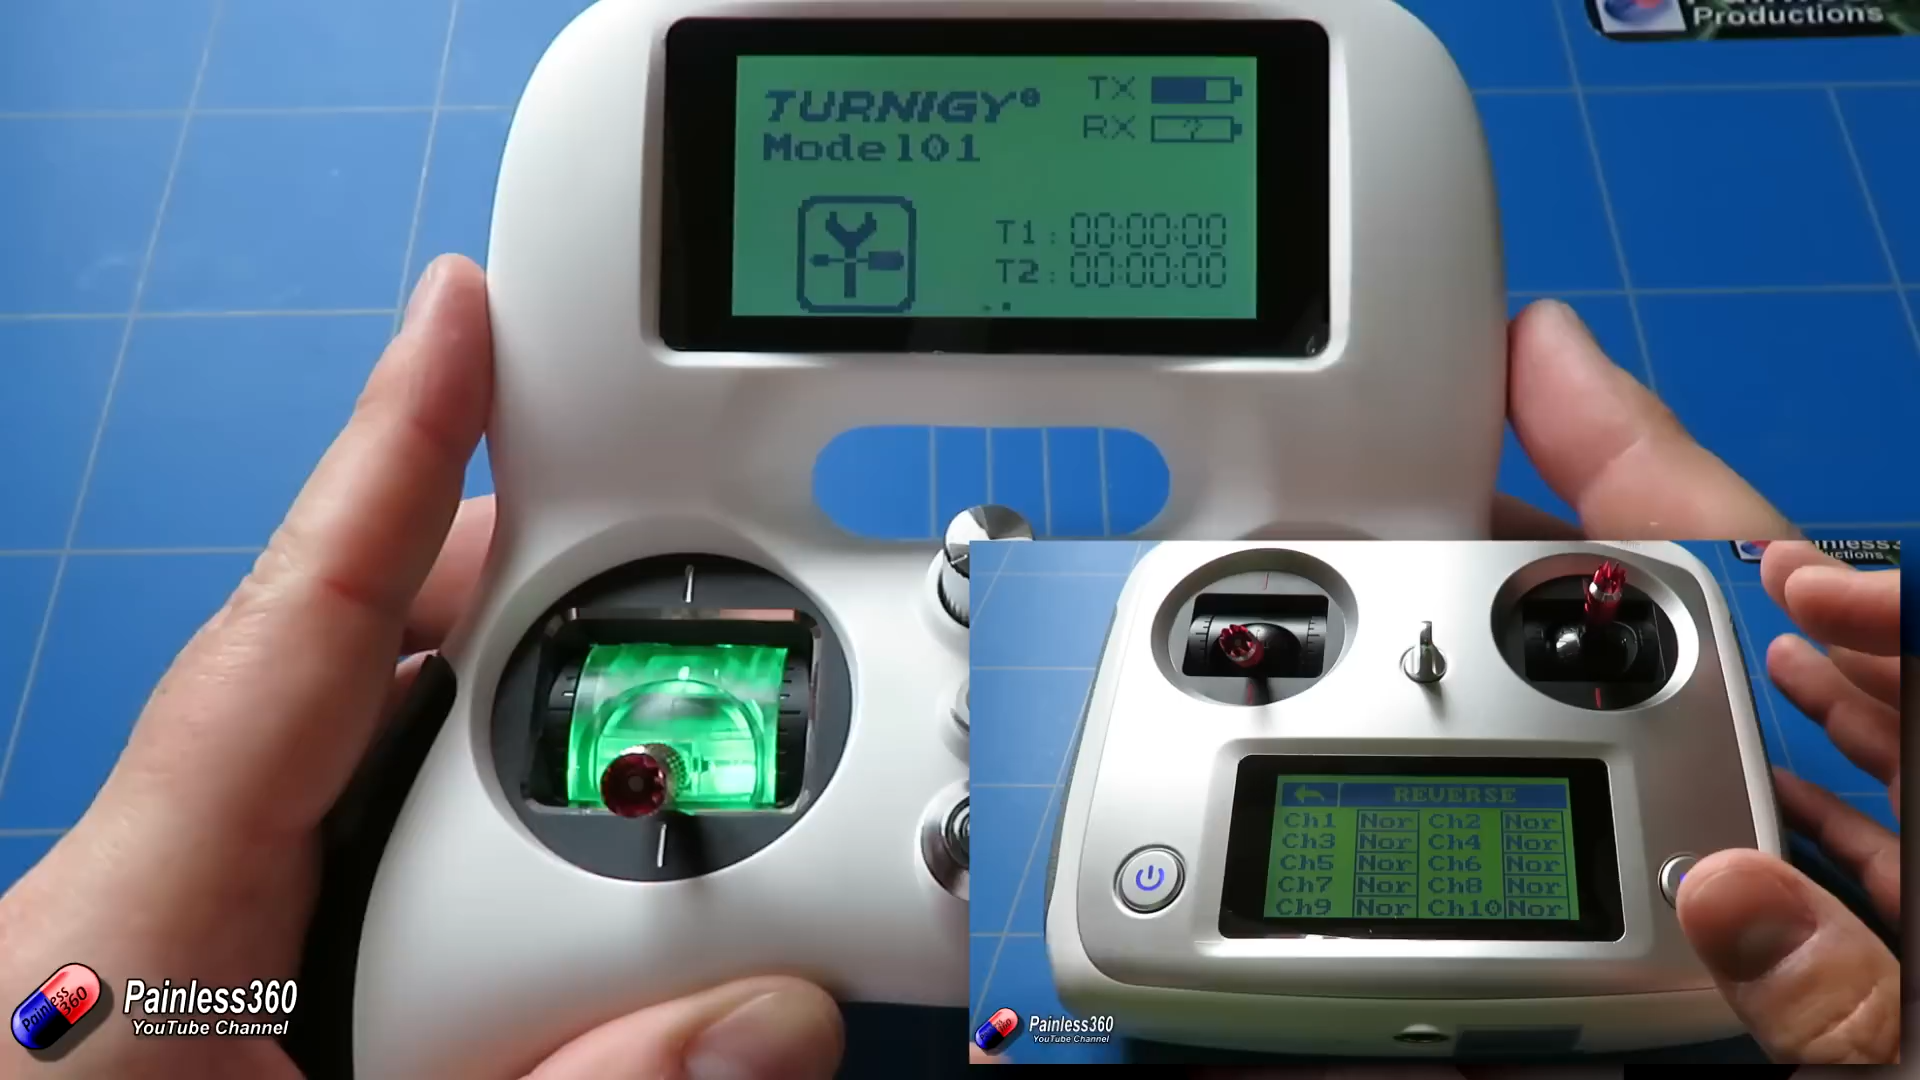 Productions
TURNIGY®
Model01
TX
RX ?
T1: 00:00:00
T2: 00:00:00
REVERSE
Ch1 Nor Ch2 Nor
Ch3 Nor Ch4 Nor
Ch5 Nor Ch6 Nor
Ch7 Nor Ch8 Nor
Ch9 Nor Ch10 Nor
Painless 360
Painless360
YouTube Channel
Painless360
YouTube Channel